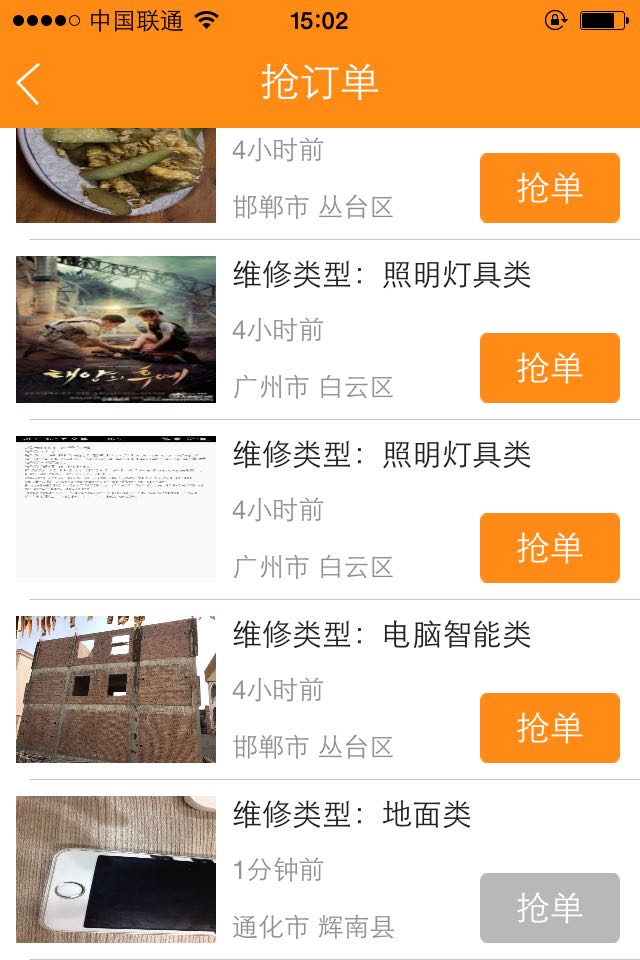 中国联通
15:02
抢订单
4小时前
邯郸市 丛台区
抢单
维修类型：照明灯具类
4小时前
广州市 白云区
抢单
태양의 후예
维修类型：照明灯具类
4小时前
广州市 白云区
抢单
维修类型：电脑智能类
4小时前
邯郸市 丛台区
抢单
维修类型：地面类
1分钟前
通化市 辉南县
抢单